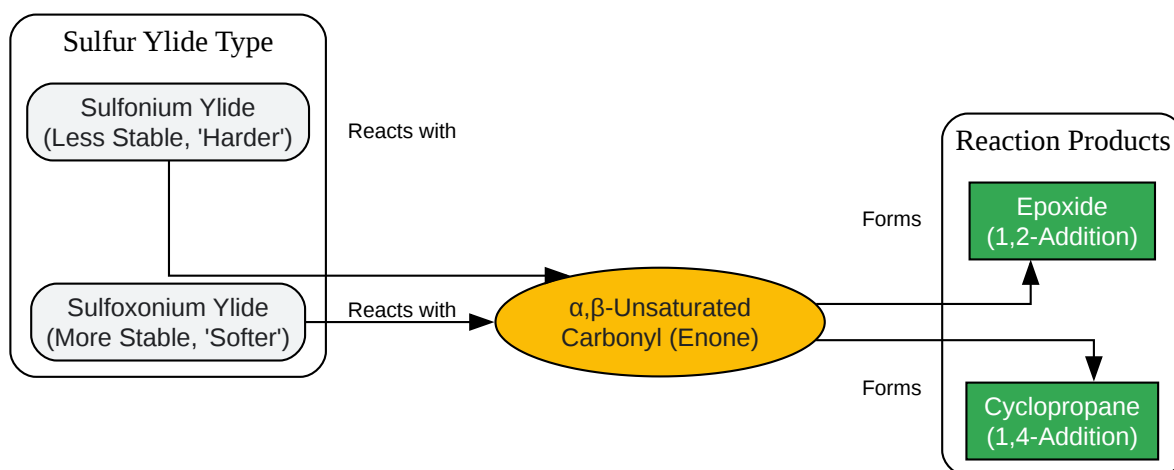 Sulfur Ylide Type
Sulfonium Ylide
(Less Stable, 'Harder')
Reacts with
Sulfoxonium Ylide
(More Stable, 'Softer')
Reacts with
α,β-Unsaturated
Carbonyl (Enone)
Forms
Forms
Reaction Products
Epoxide
(1,2-Addition)
Cyclopropane
(1,4-Addition)